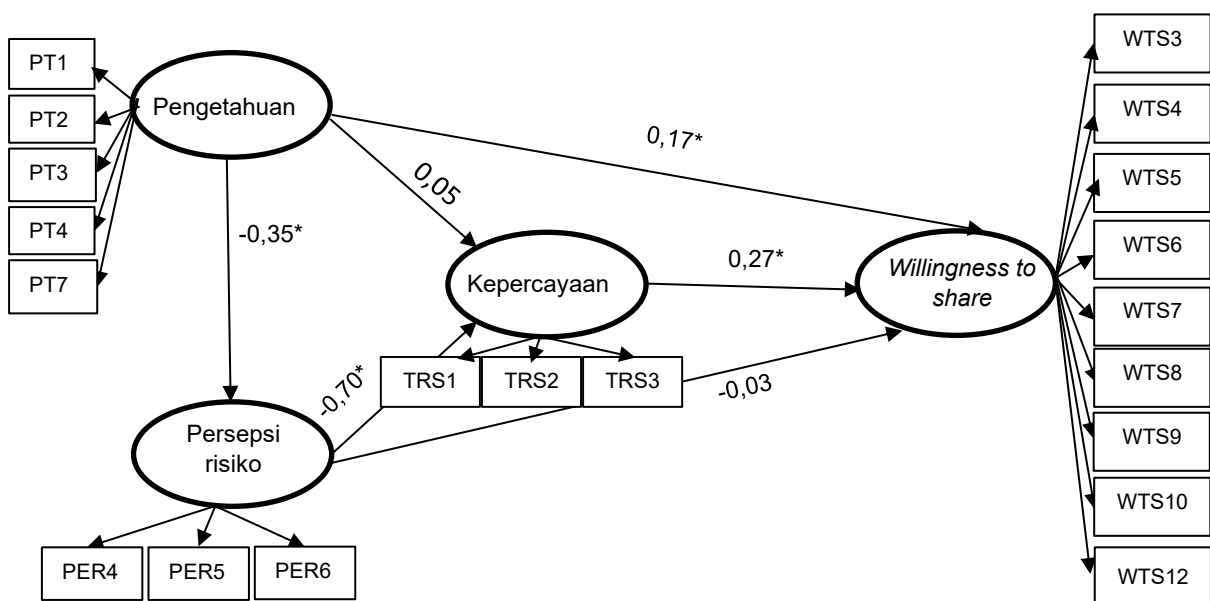 PT1
PT2
PT3
PT4
PT7
Pengetahuan
0,17*
0,05
-0,35*
Kepercayaan
0,27*
Willingness to
share
TRS1
TRS2
TRS3
-0,70*
-0,03
Persepsi
risiko
PER4
PER5
PER6
WTS3
WTS4
WTS5
WTS6
WTS7
WTS8
WTS9
WTS10
WTS12